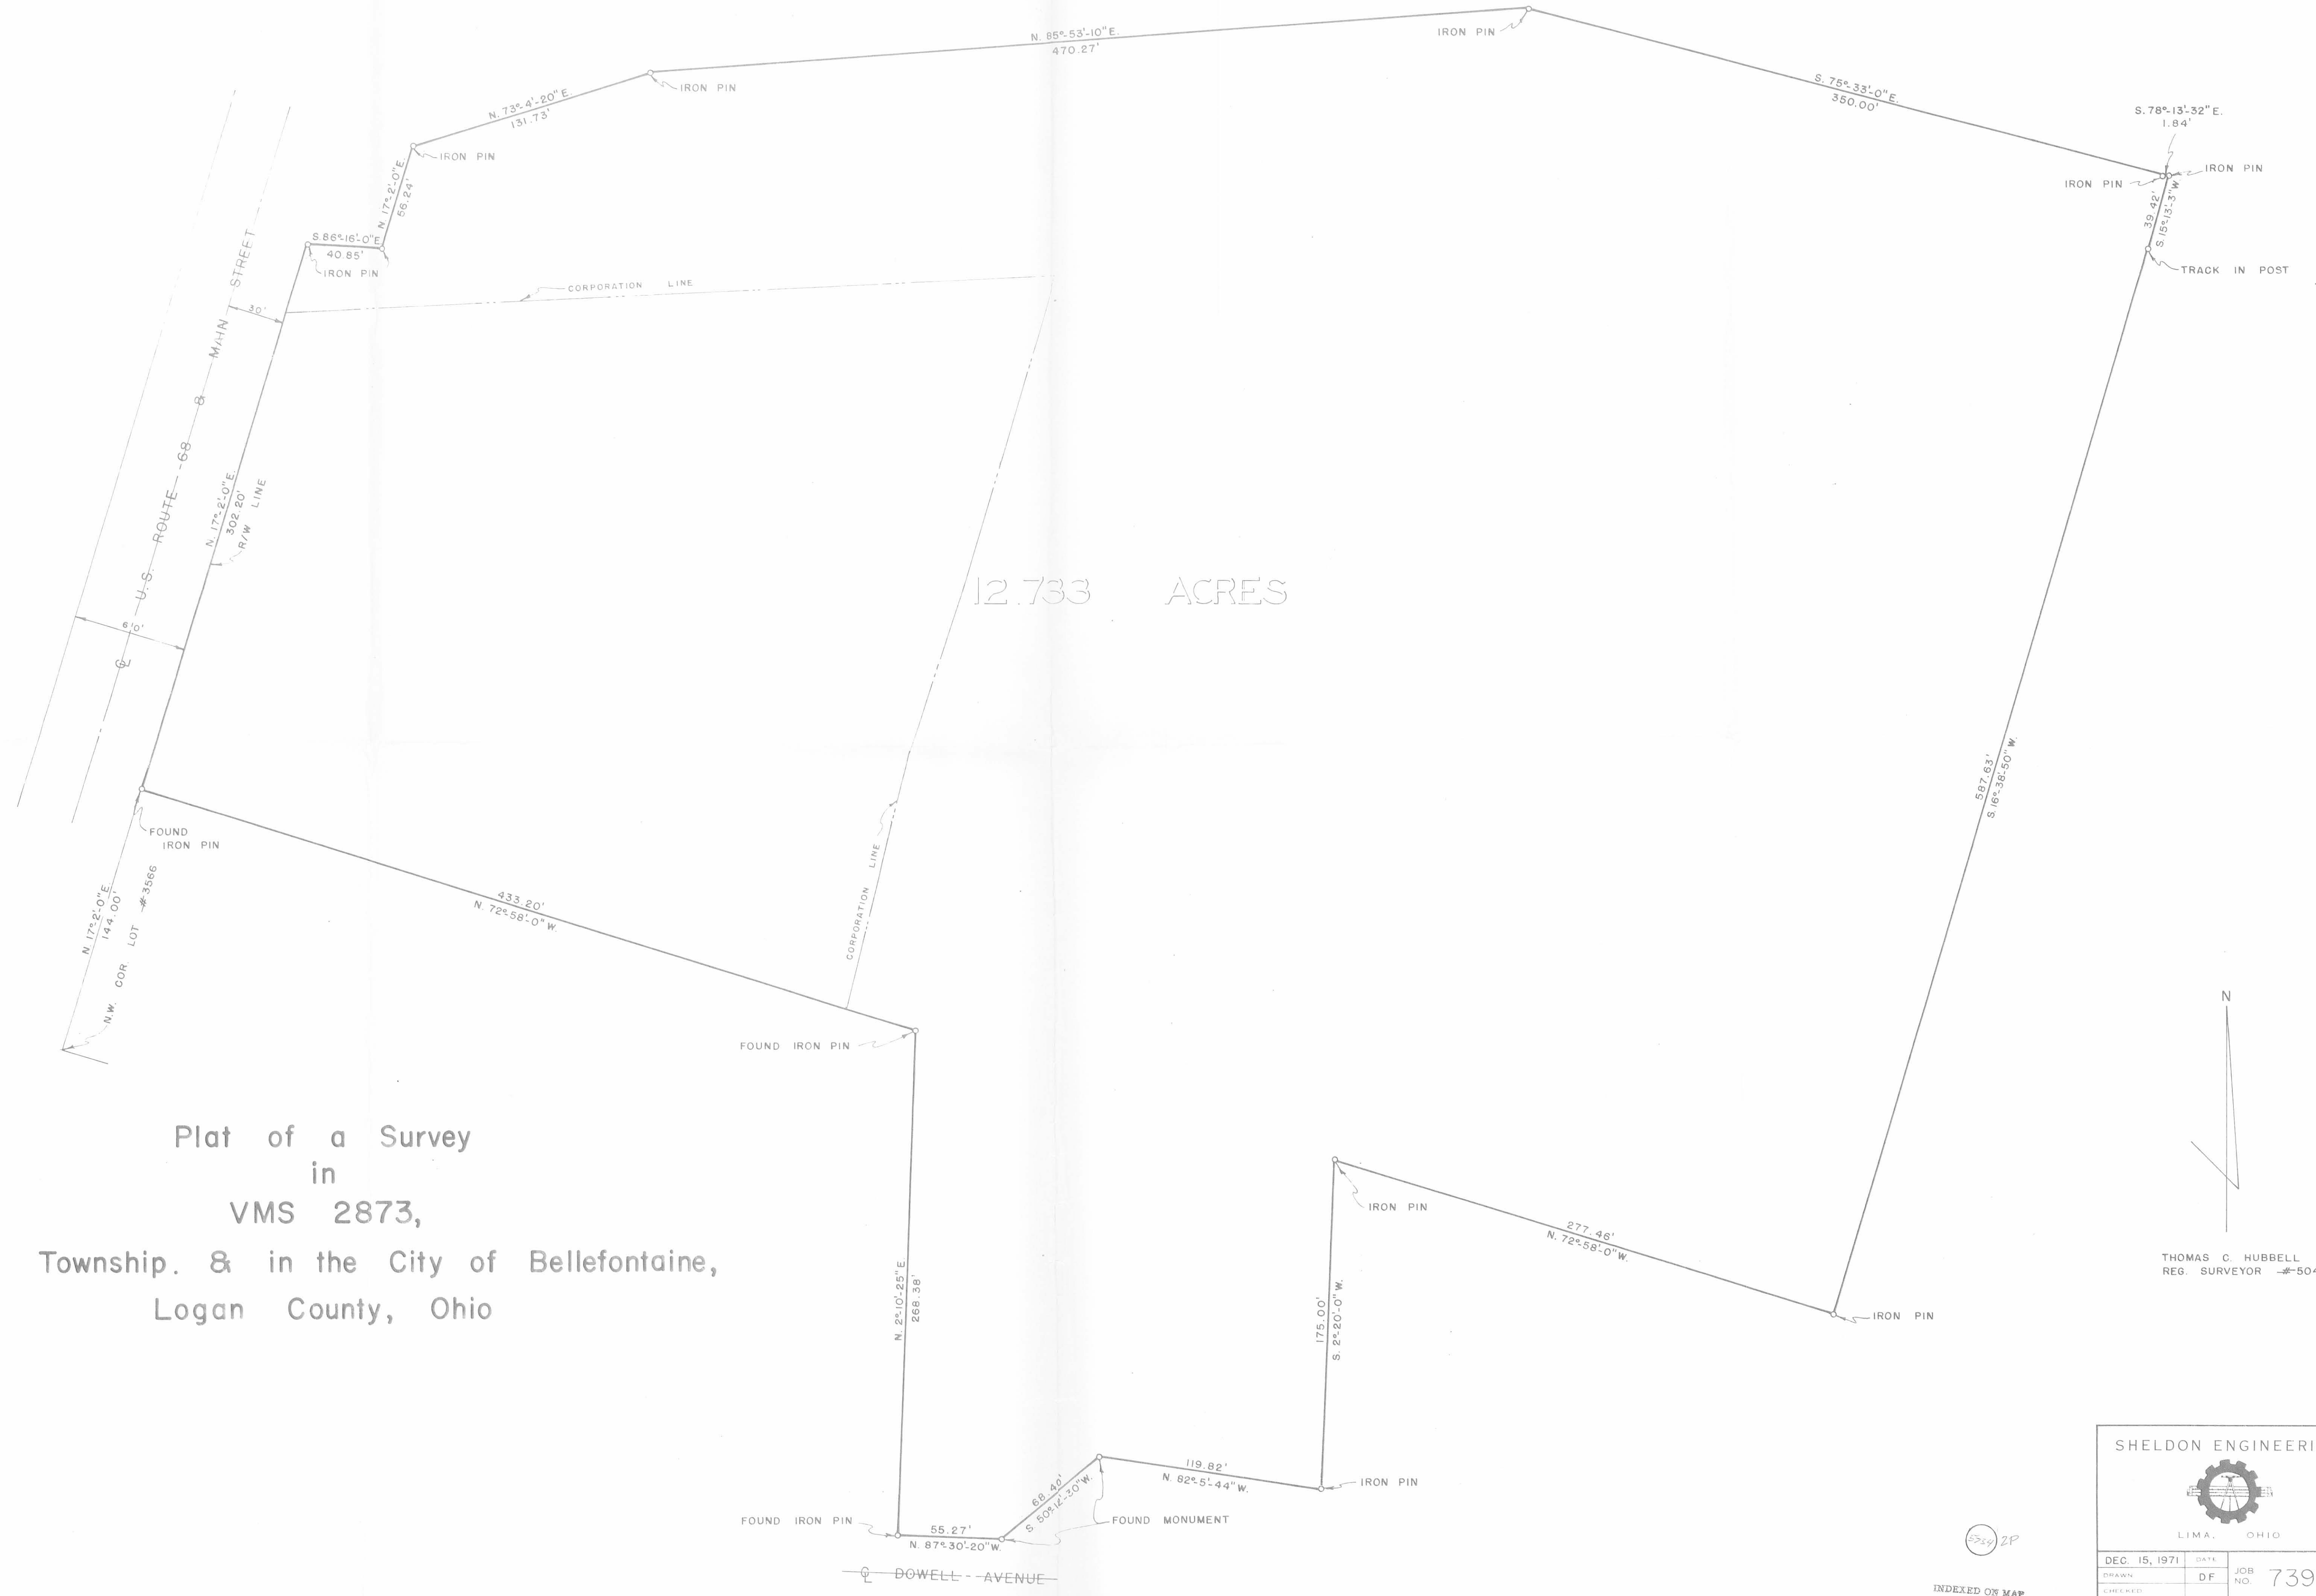 N. 85°-53'-10" E.
470.27'
IRON PIN
S. 75°-33'-0" E.
350.00'
S. 78°-13'-32" E.
1.84'
IRON PIN
IRON PIN
39.42'
S. 15°-13'-3" W
TRACK IN POST
N. 73°-4'-20" E.
131.73'
IRON PIN
IRON PIN
N. 17°-2'-0" E.
56.24'
S. 86°-16'-0" E
40.85'
IRON PIN
CORPORATION LINE
30'
U.S. ROUTE 68 & MAIN STREET
N. 17°-2'-0" E.
302.20'
R/W LINE
60'
℄
12.733 ACRES
587.63'
S. 16°-38'-50" W.
FOUND
IRON PIN
N. 17°-2'-0" E.
144.00'
N.W. COR. LOT #3566
433.20'
N. 72°-58'-0" W.
CORPORATION LINE
FOUND IRON PIN
N
THOMAS C. HUBBELL
REG. SURVEYOR #504
Plat of a Survey
in
VMS 2873,
Township. & in the City of Bellefontaine,
Logan County, Ohio
N. 2°-10'-25" E
268.38'
IRON PIN
277.46'
N. 72°-58'-0" W.
IRON PIN
175.00'
S. 2°-20'-0" W.
119.82'
N. 82°-5'-44" W.
IRON PIN
68.40'
S. 50°-12'-30" W.
FOUND MONUMENT
FOUND IRON PIN
55.27'
N. 87°-30'-20" W.
℄ DOWELL - AVENUE
2P
INDEXED ON MAP
SHELDON ENGINEERI
LIMA, OHIO
DEC. 15, 1971 DATE
DRAWN DF JOB NO. 739
CHECKED